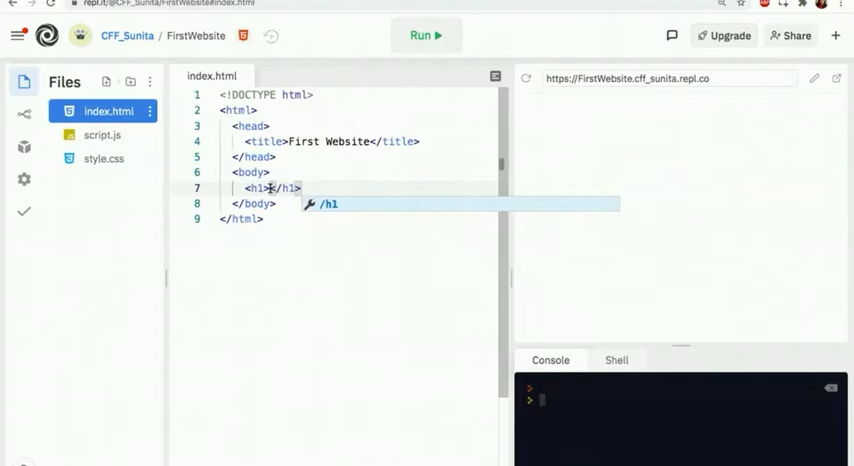 repl.it/@CFF_Sunita/FirstWebsite#index.html
CFF_Sunita / FirstWebsite
Run
Upgrade
Share
Files
index.html
script.js
style.css
index.html
1 <!DOCTYPE html>
2 <html>
3 <head>
4 <title>First Website</title>
5 </head>
6 <body>
7 <h1></h1>
8 </body>
9 </html>
/h1
https://FirstWebsite.cff_sunita.repl.co
Console
Shell